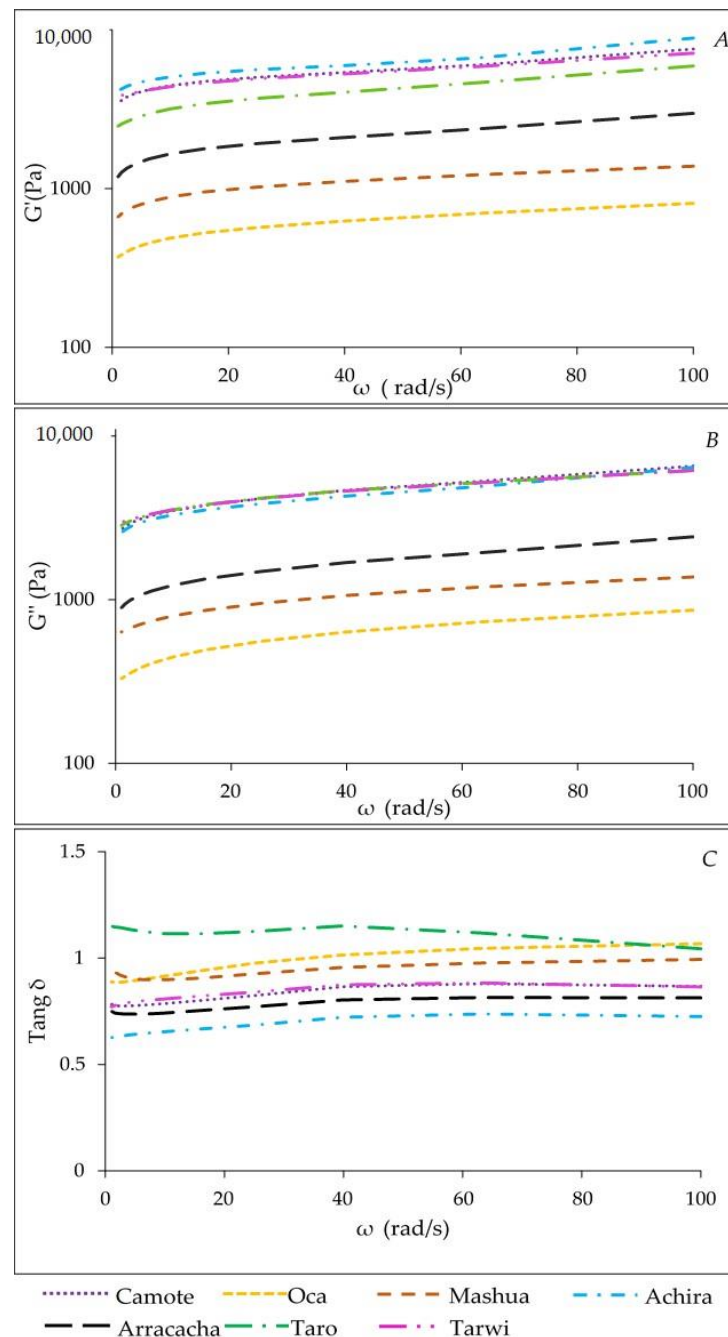 10,000
A
G'(Pa)
1000
100
0 20 40 60 80 100
ω ( rad/s)
10,000
B
G'' (Pa)
1000
100
0 20 40 60 80 100
ω (rad/s)
1.5
C
Tang δ
1
0.5
0
0 20 40 60 80 100
ω (rad/s)
Camote Oca Mashua Achira
Arracacha Taro Tarwi